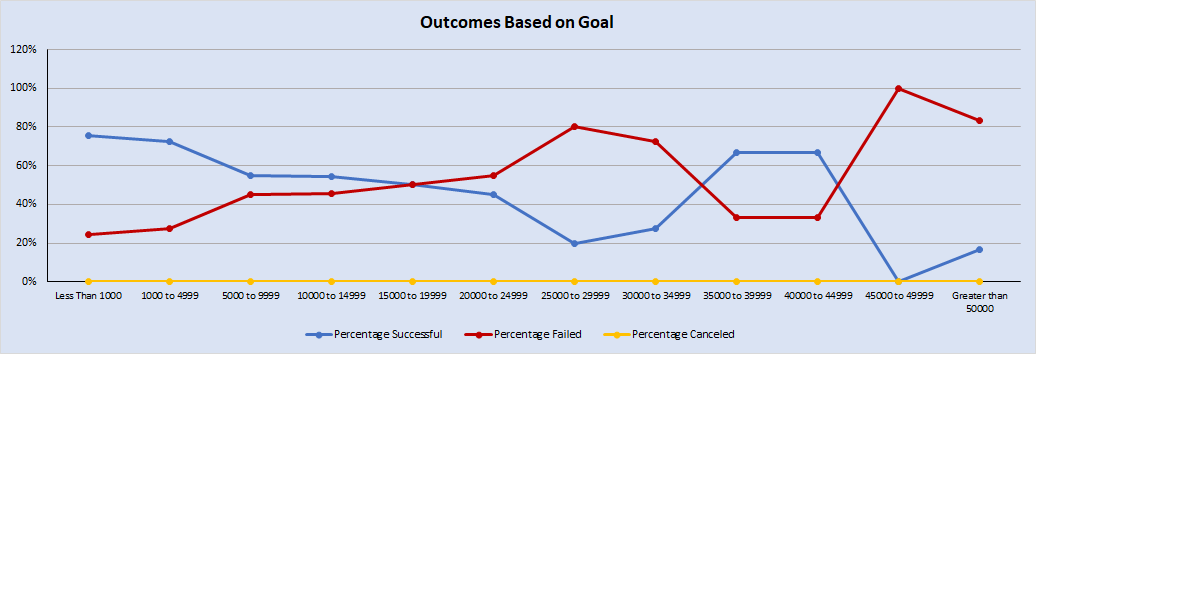 Outcomes Based on Goal
120%
100%
80%
60%
40%
20%
0%
Less Than 1000 1000 to 4999 5000 to 9999 10000 to 14999 15000 to 19999 20000 to 24999 25000 to 29999 30000 to 34999 35000 to 39999 40000 to 44999 45000 to 49999 Greater than
50000
Percentage Successful Percentage Failed Percentage Canceled